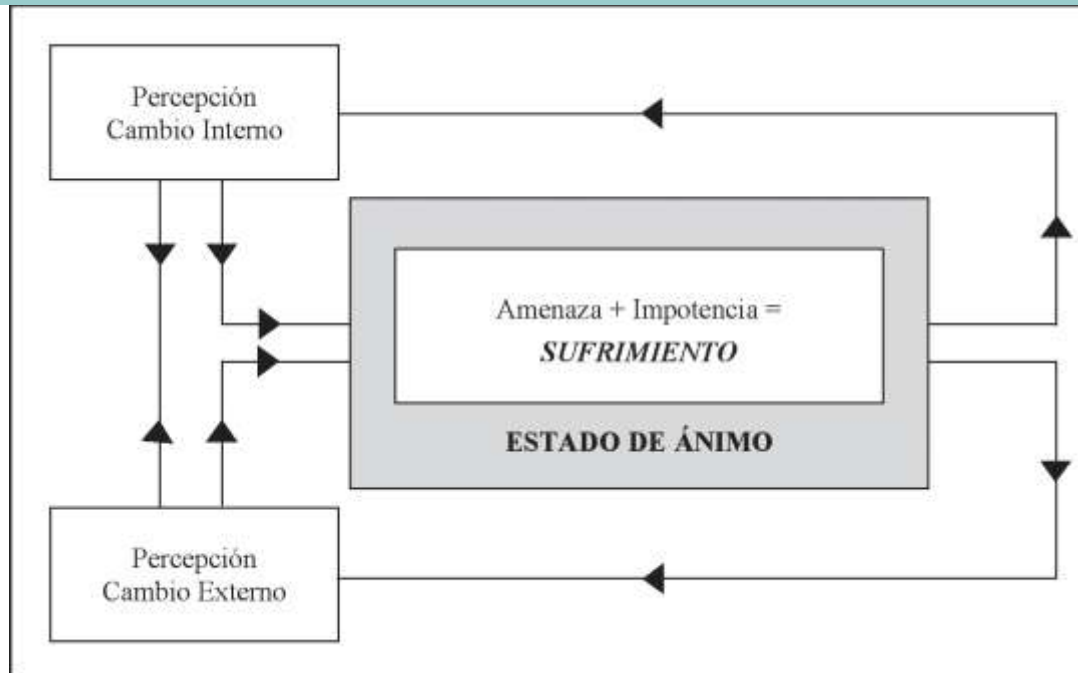 Percepción
Cambio Interno
Amenaza + Impotencia =
SUFRIMIENTO
ESTADO DE ÁNIMO
Percepción
Cambio Externo